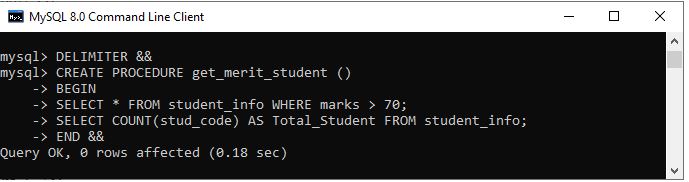 MySQL 8.0 Command Line Client
mysql> DELIMITER &&
mysql> CREATE PROCEDURE get_merit_student ()
    -> BEGIN
    -> SELECT * FROM student_info WHERE marks > 70;
    -> SELECT COUNT(stud_code) AS Total_Student FROM student_info;
    -> END &&
Query OK, 0 rows affected (0.18 sec)